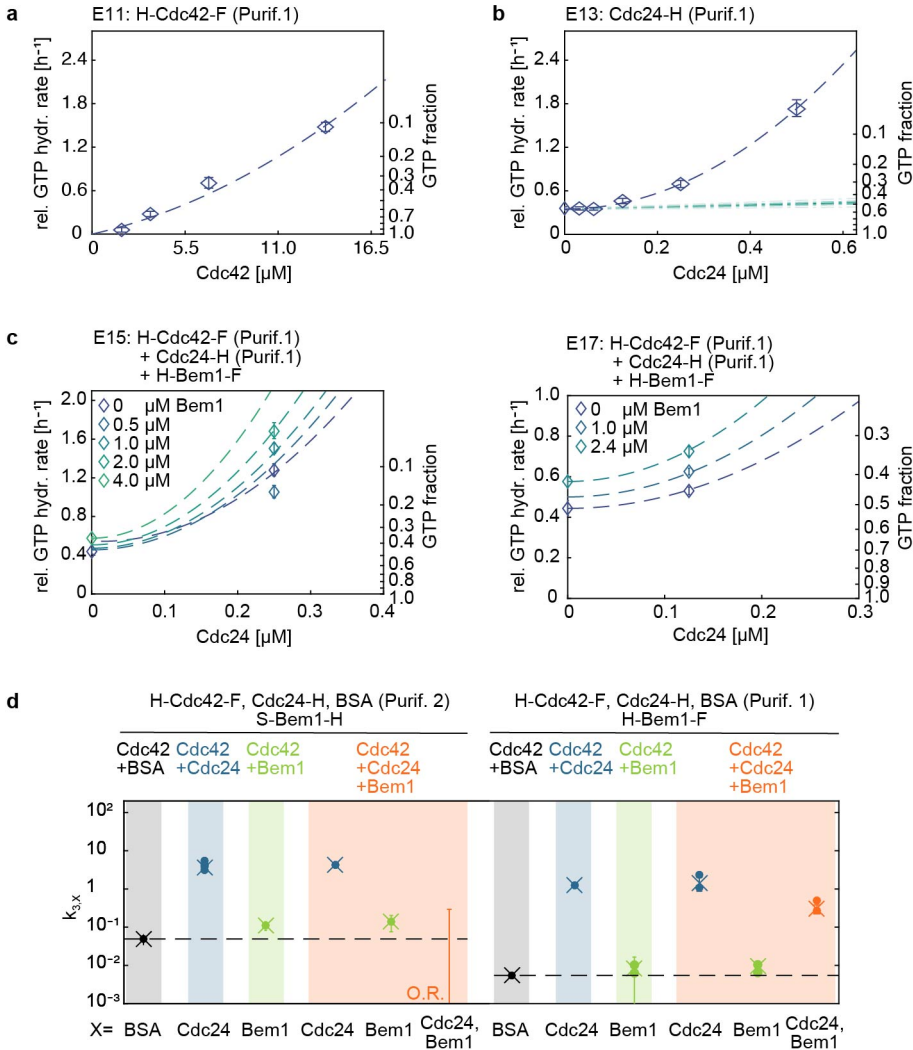 a
E11: H-Cdc42-F (Purif.1)
rel. GTP hydr. rate [h⁻¹]
2.4
1.8
1.2
0.6
0
0
5.5
11.0
16.5
Cdc42 [µM]
0.1
0.2
0.3
0.4
0.7
1.0
GTP fraction
b
E13: Cdc24-H (Purif.1)
rel. GTP hydr. rate [h⁻¹]
2.4
1.8
1.2
0.6
0
0
0.2
0.4
0.6
Cdc24 [µM]
0.1
0.2
0.3
0.4
0.6
1.0
GTP fraction
c
E15: H-Cdc42-F (Purif.1)
+ Cdc24-H (Purif.1)
+ H-Bem1-F
0 µM Bem1
0.5 µM
1.0 µM
2.0 µM
4.0 µM
rel. GTP hydr. rate [h⁻¹]
2.0
1.6
1.2
0.8
0.4
0
0
0.1
0.2
0.3
0.4
Cdc24 [µM]
0.1
0.2
0.3
0.4
0.6
0.8
1.0
GTP fraction
E17: H-Cdc42-F (Purif.1)
+ Cdc24-H (Purif.1)
+ H-Bem1-F
0 µM Bem1
1.0 µM
2.4 µM
rel. GTP hydr. rate [h⁻¹]
1.0
0.8
0.6
0.4
0.2
0
0
0.1
0.2
0.3
Cdc24 [µM]
0.3
0.4
0.5
0.6
0.7
0.8
0.9
1.0
GTP fraction
d
H-Cdc42-F, Cdc24-H, BSA (Purif. 2)
S-Bem1-H
H-Cdc42-F, Cdc24-H, BSA (Purif. 1)
H-Bem1-F
Cdc42
+BSA
Cdc42
+Cdc24
Cdc42
+Bem1
Cdc42
+Cdc24
+Bem1
Cdc42
+BSA
Cdc42
+Cdc24
Cdc42
+Bem1
Cdc42
+Cdc24
+Bem1
k₃,ₓ
10²
10
1
10⁻¹
10⁻²
10⁻³
O.R.
X= BSA Cdc24 Bem1 Cdc24 Bem1 Cdc24, Bem1 BSA Cdc24 Bem1 Cdc24 Bem1 Cdc24, Bem1